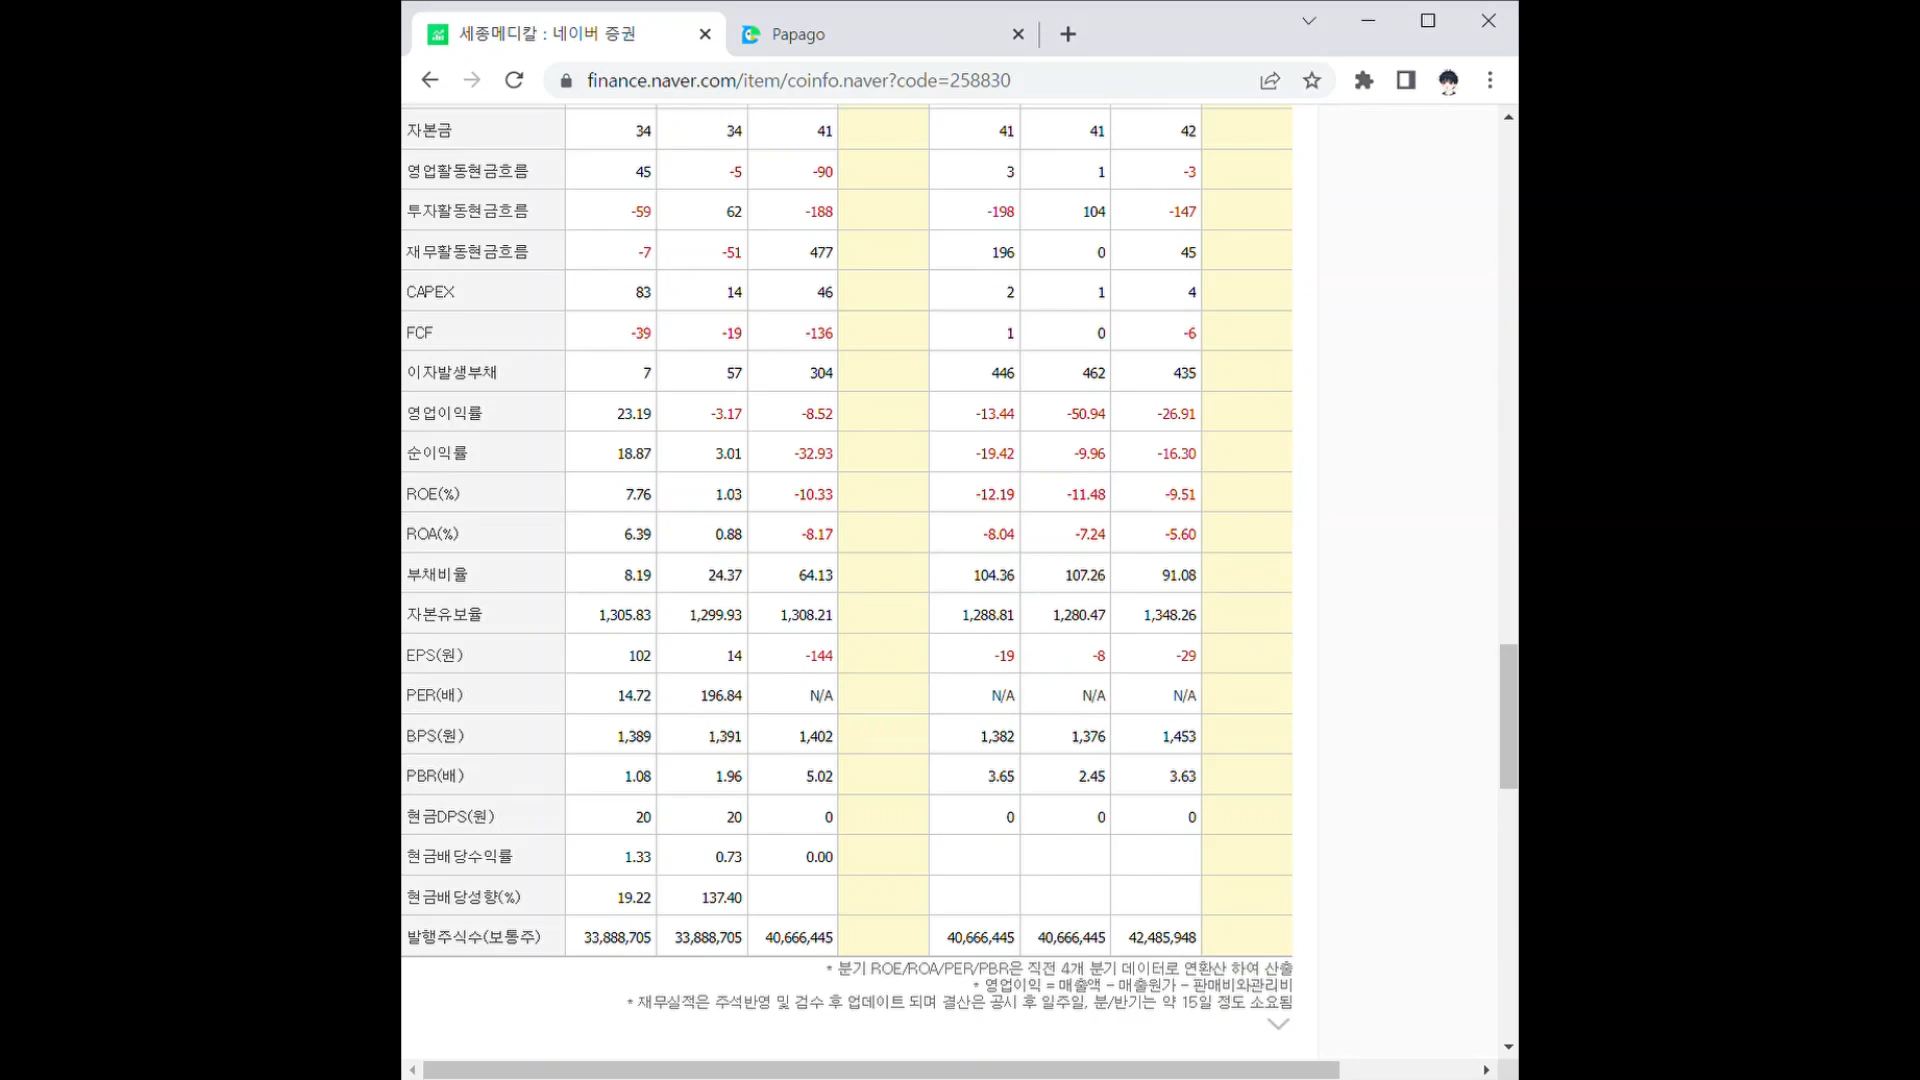 세종메디칼 : 네이버 증권
Papago
finance.naver.com/item/coinfo.naver?code=258830
자본금 34 34 41 41 41 42
영업활동현금흐름 45 -5 -90 3 1 -3
투자활동현금흐름 -59 62 -188 -198 104 -147
재무활동현금흐름 -7 -51 477 196 0 45
CAPEX 83 14 46 2 1 4
FCF -39 -19 -136 1 0 -6
이자발생부채 7 57 304 446 462 435
영업이익률 23.19 -3.17 -8.52 -13.44 -50.94 -26.91
순이익률 18.87 3.01 -32.93 -19.42 -9.96 -16.30
ROE(%) 7.76 1.03 -10.33 -12.19 -11.48 -9.51
ROA(%) 6.39 0.88 -8.17 -8.04 -7.24 -5.60
부채비율 8.19 24.37 64.13 104.36 107.26 91.08
자본유보율 1,305.83 1,299.93 1,308.21 1,288.81 1,280.47 1,348.26
EPS(원) 102 14 -144 -19 -8 -29
PER(배) 14.72 196.84 N/A N/A N/A N/A
BPS(원) 1,389 1,391 1,402 1,382 1,376 1,453
PBR(배) 1.08 1.96 5.02 3.65 2.45 3.63
현금DPS(원) 20 20 0 0 0 0
현금배당수익률 1.33 0.73 0.00
현금배당성향(%) 19.22 137.40
발행주식수(보통주) 33,888,705 33,888,705 40,666,445 40,666,445 40,666,445 42,485,948
* 분기 ROE/ROA/PER/PBR은 직전 4개 분기 데이터로 연환산 하여 산출
* 영업이익 = 매출액 - 매출원가 - 판매비와관리비
* 재무실적은 주석반영 및 검수 후 업데이트 되며 결산은 공시 후 일주일, 분/반기는 약 15일 정도 소요됨